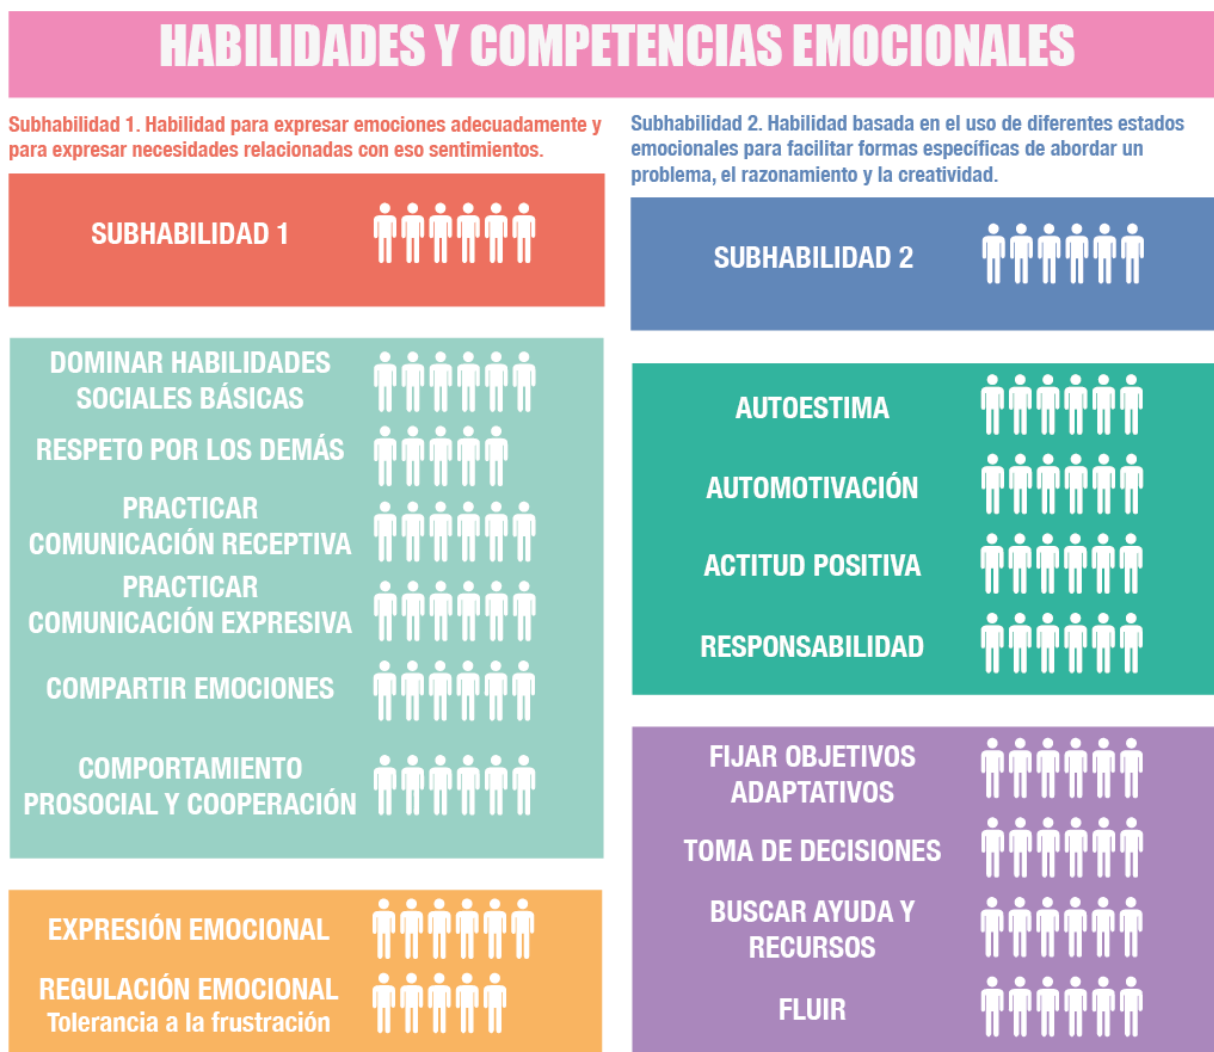 HABILIDADES Y COMPETENCIAS EMOCIONALES
Subhabilidad 1. Habilidad para expresar emociones adecuadamente y
para expresar necesidades relacionadas con eso sentimientos.
SUBHABILIDAD 1
DOMINAR HABILIDADES
SOCIALES BÁSICAS
RESPETO POR LOS DEMÁS
PRACTICAR
COMUNICACIÓN RECEPTIVA
PRACTICAR
COMUNICACIÓN EXPRESIVA
COMPARTIR EMOCIONES
COMPORTAMIENTO
PROSOCIAL Y COOPERACIÓN
EXPRESIÓN EMOCIONAL
REGULACIÓN EMOCIONAL
Tolerancia a la frustración
Subhabilidad 2. Habilidad basada en el uso de diferentes estados
emocionales para facilitar formas específicas de abordar un
problema, el razonamiento y la creatividad.
SUBHABILIDAD 2
AUTOESTIMA
AUTOMOTIVACIÓN
ACTITUD POSITIVA
RESPONSABILIDAD
FIJAR OBJETIVOS
ADAPTATIVOS
TOMA DE DECISIONES
BUSCAR AYUDA Y
RECURSOS
FLUIR